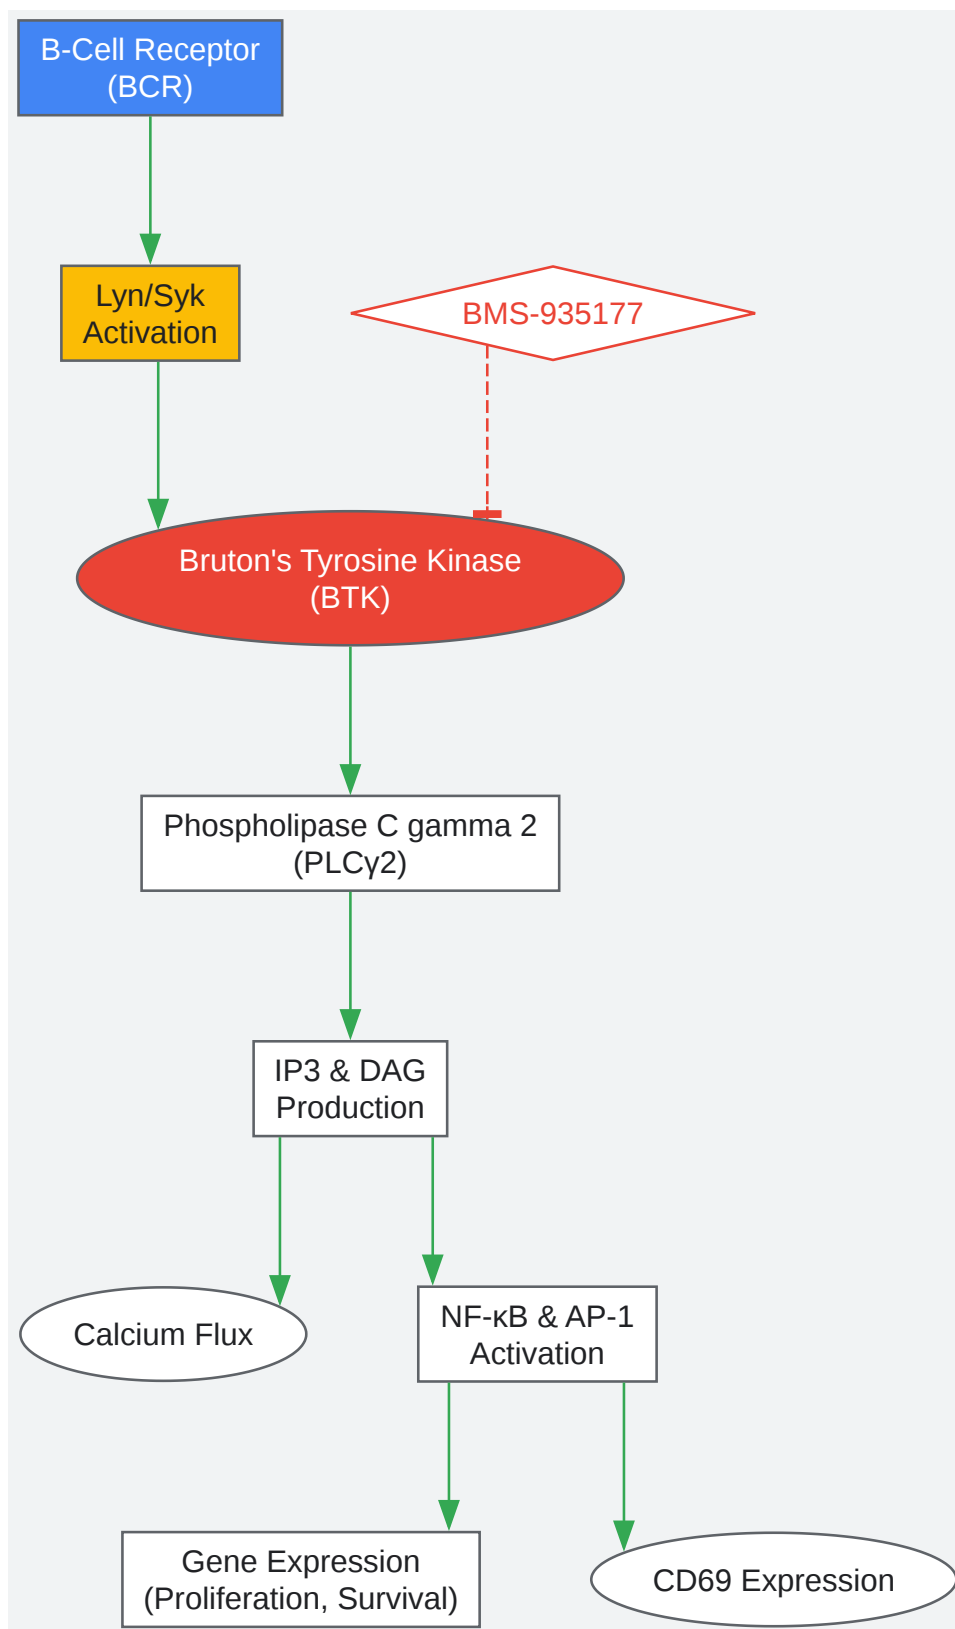 B-Cell Receptor
(BCR)
Lyn/Syk
Activation
BMS-935177
Bruton's Tyrosine Kinase
(BTK)
Phospholipase C gamma 2
(PLCγ2)
IP3 & DAG
Production
Calcium Flux
NF-κB & AP-1
Activation
Gene Expression
(Proliferation, Survival)
CD69 Expression